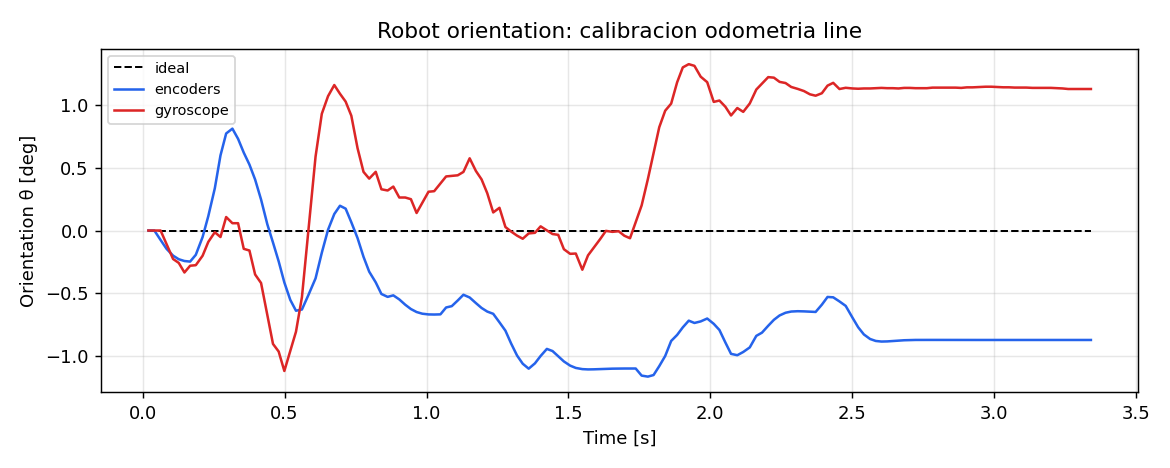 Robot orientation: calibracion odometria line
ideal
encoders
gyroscope
Orientation θ [deg]
1.0
0.5
0.0
−0.5
−1.0
0.0 0.5 1.0 1.5 2.0 2.5 3.0 3.5
Time [s]